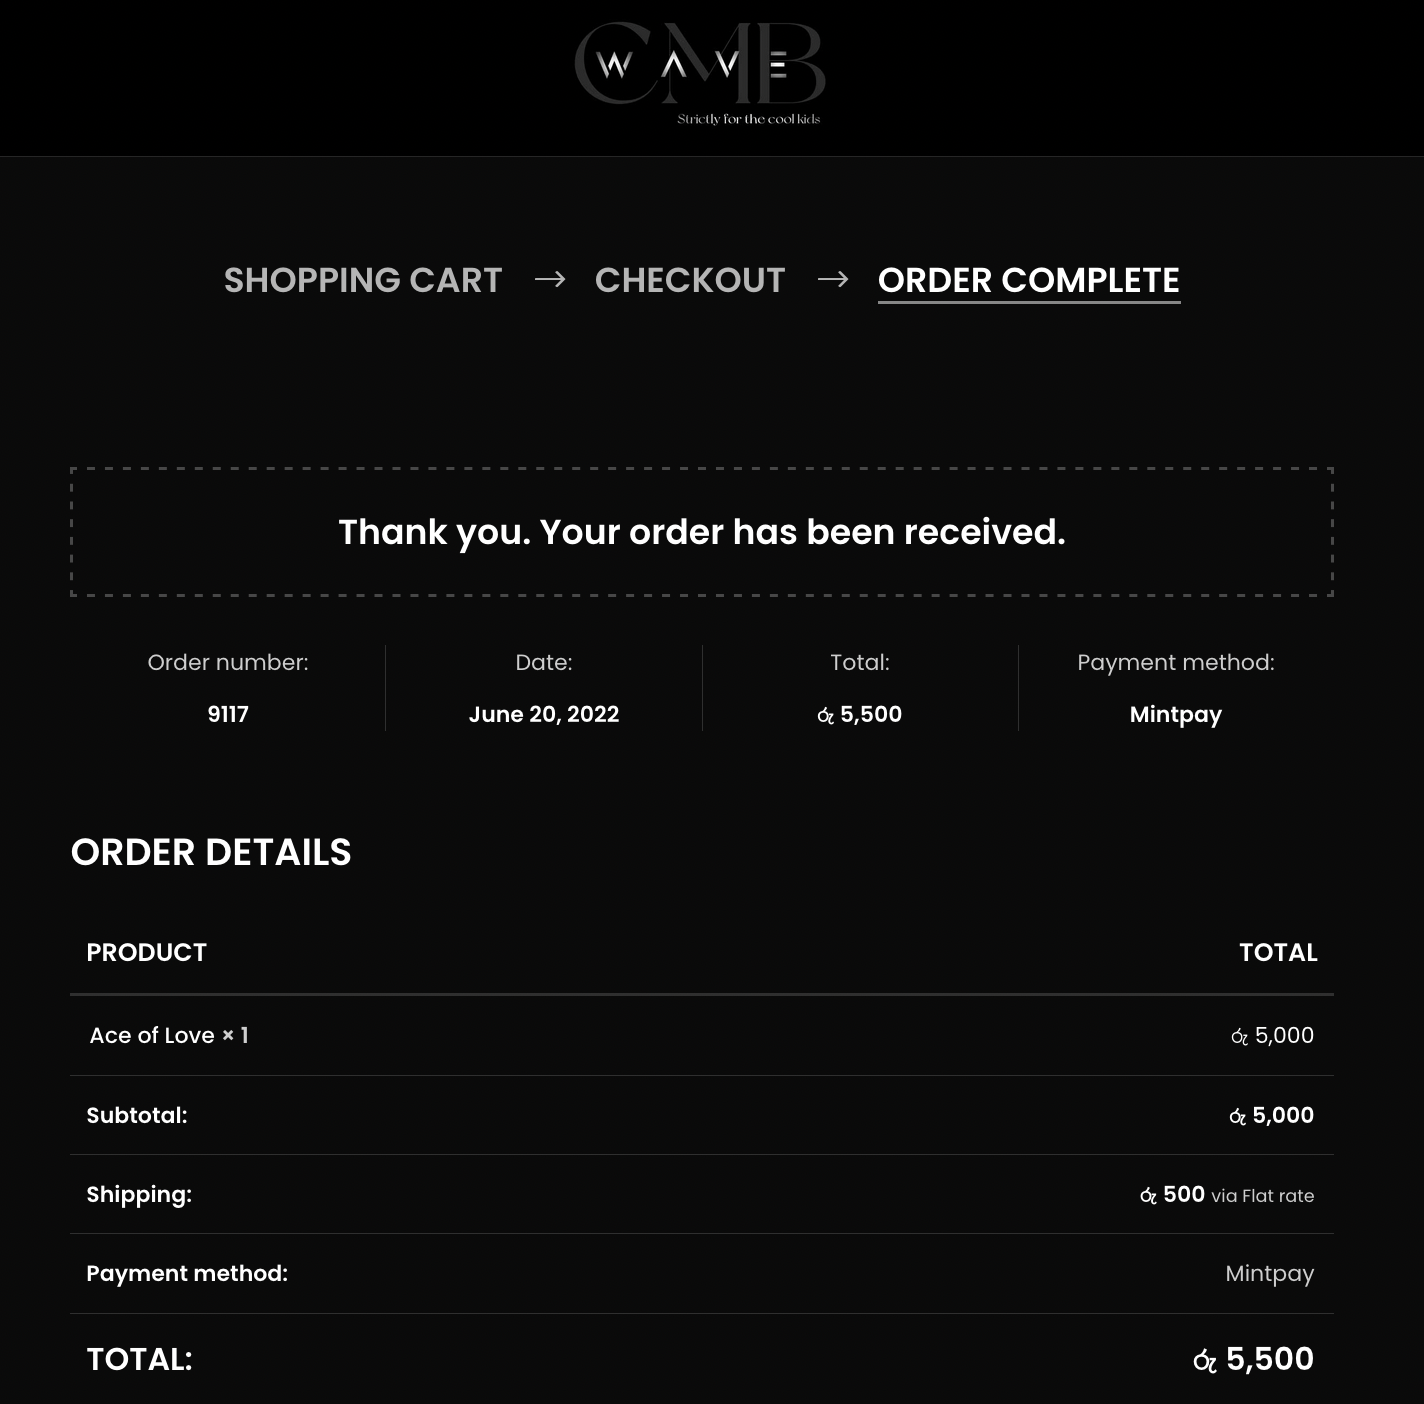 CMB
WAVE
Strictly for the cool kids
SHOPPING CART → CHECKOUT → ORDER COMPLETE
Thank you. Your order has been received.
Order number: Date: Total: Payment method:
9117 June 20, 2022 රු 5,500 Mintpay
ORDER DETAILS
PRODUCT TOTAL
Ace of Love × 1 රු 5,000
Subtotal: රු 5,000
Shipping: රු 500 via Flat rate
Payment method: Mintpay
TOTAL: රු 5,500